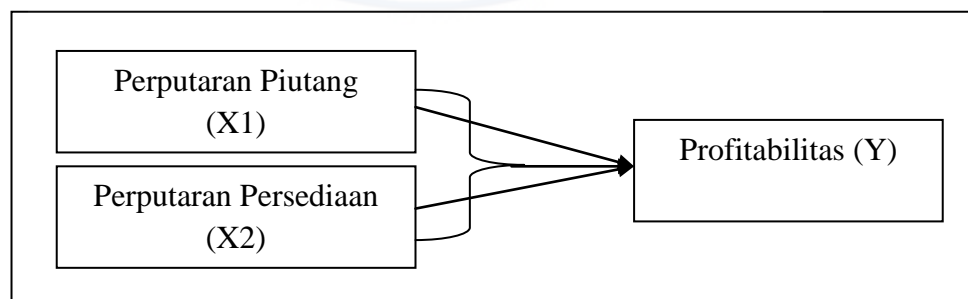 Perputaran Piutang
(X1)
Profitabilitas (Y)
Perputaran Persediaan
(X2)